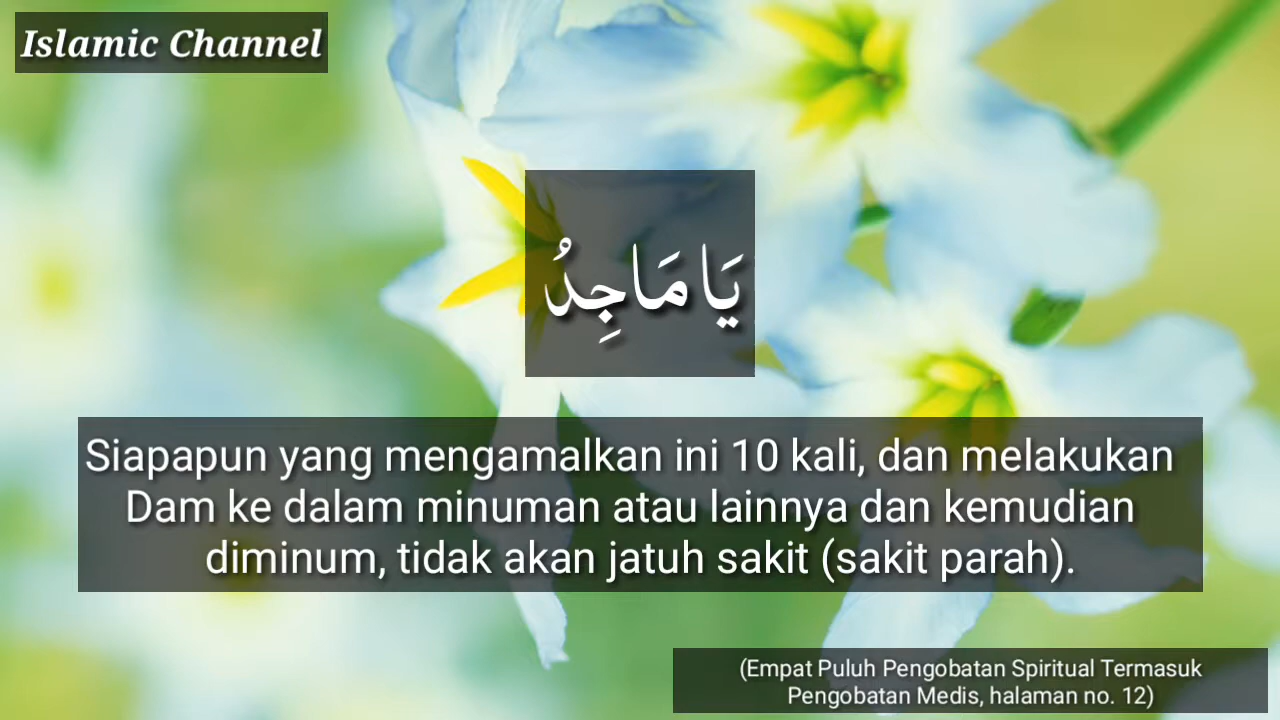 Islamic Channel
يَا مَاجِدُ
Siapapun yang mengamalkan ini 10 kali, dan melakukan
Dam ke dalam minuman atau lainnya dan kemudian
diminum, tidak akan jatuh sakit (sakit parah).
(Empat Puluh Pengobatan Spiritual Termasuk
Pengobatan Medis, halaman no. 12)